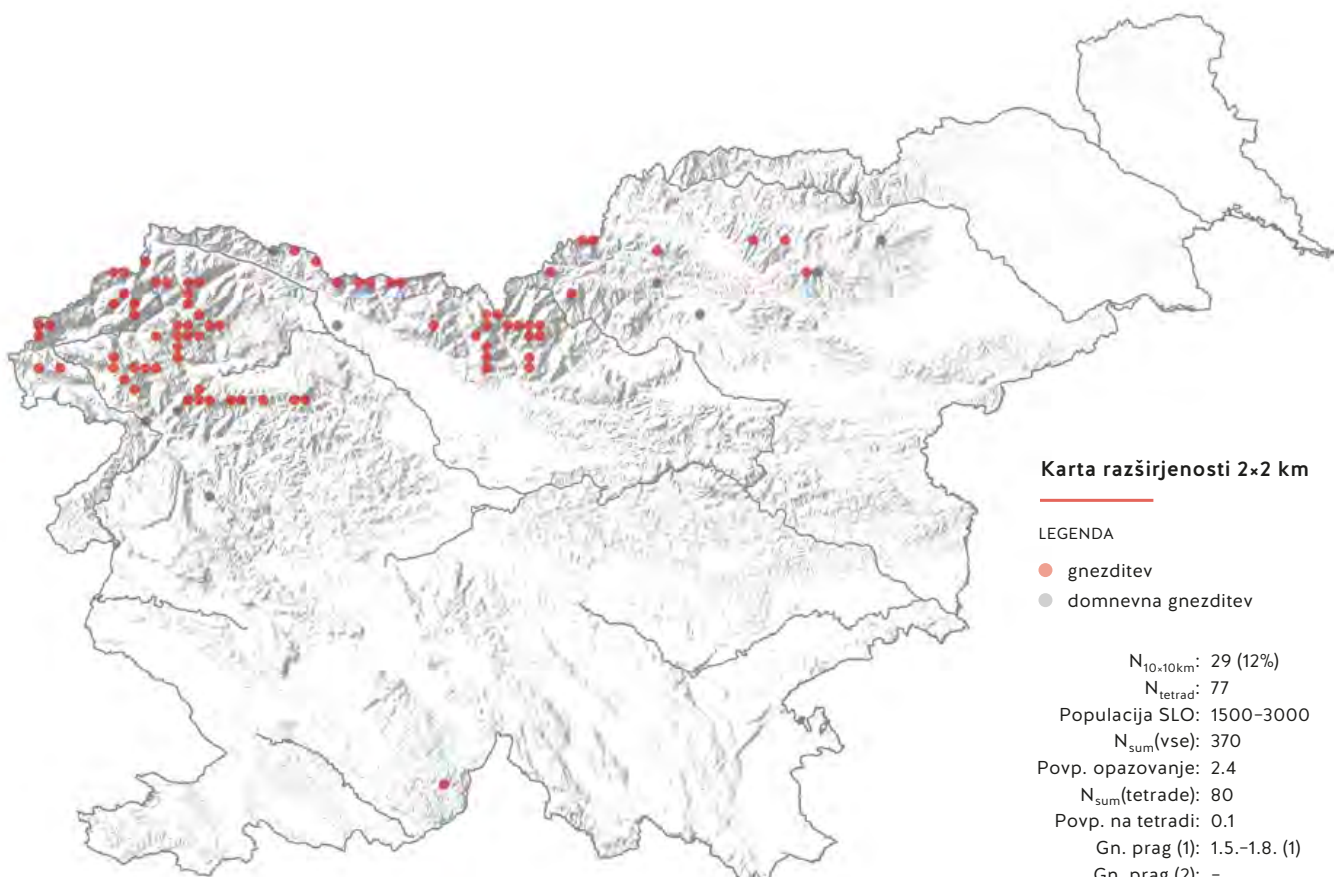 Karta razširjenosti 2×2 km
LEGENDA
gnezditev
domnevna gnezditev
N10×10km: 29 (12%)
Ntetrad: 77
Populacija SLO: 1500–3000
Nsum(vse): 370
Povp. opazovanje: 2.4
Nsum(tetrade): 80
Povp. na tetradi: 0.1
Gn. prag (1): 1.5.–1.8. (1)
Gn. prag (2): –